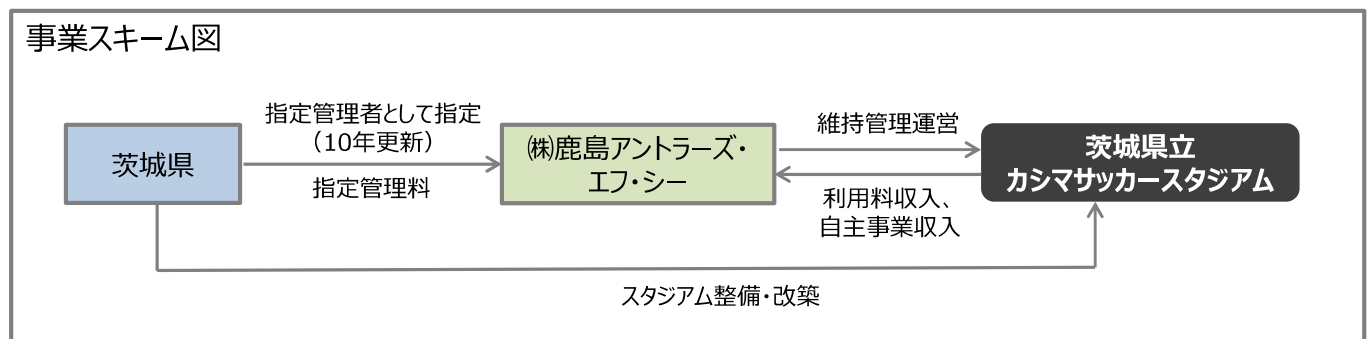 事業スキーム図
指定管理者として指定
（10年更新）
指定管理料
茨城県
㈱鹿島アントラーズ・
エフ・シー
維持管理運営
利用料収入、
自主事業収入
茨城県立
カシマサッカースタジアム
スタジアム整備・改築